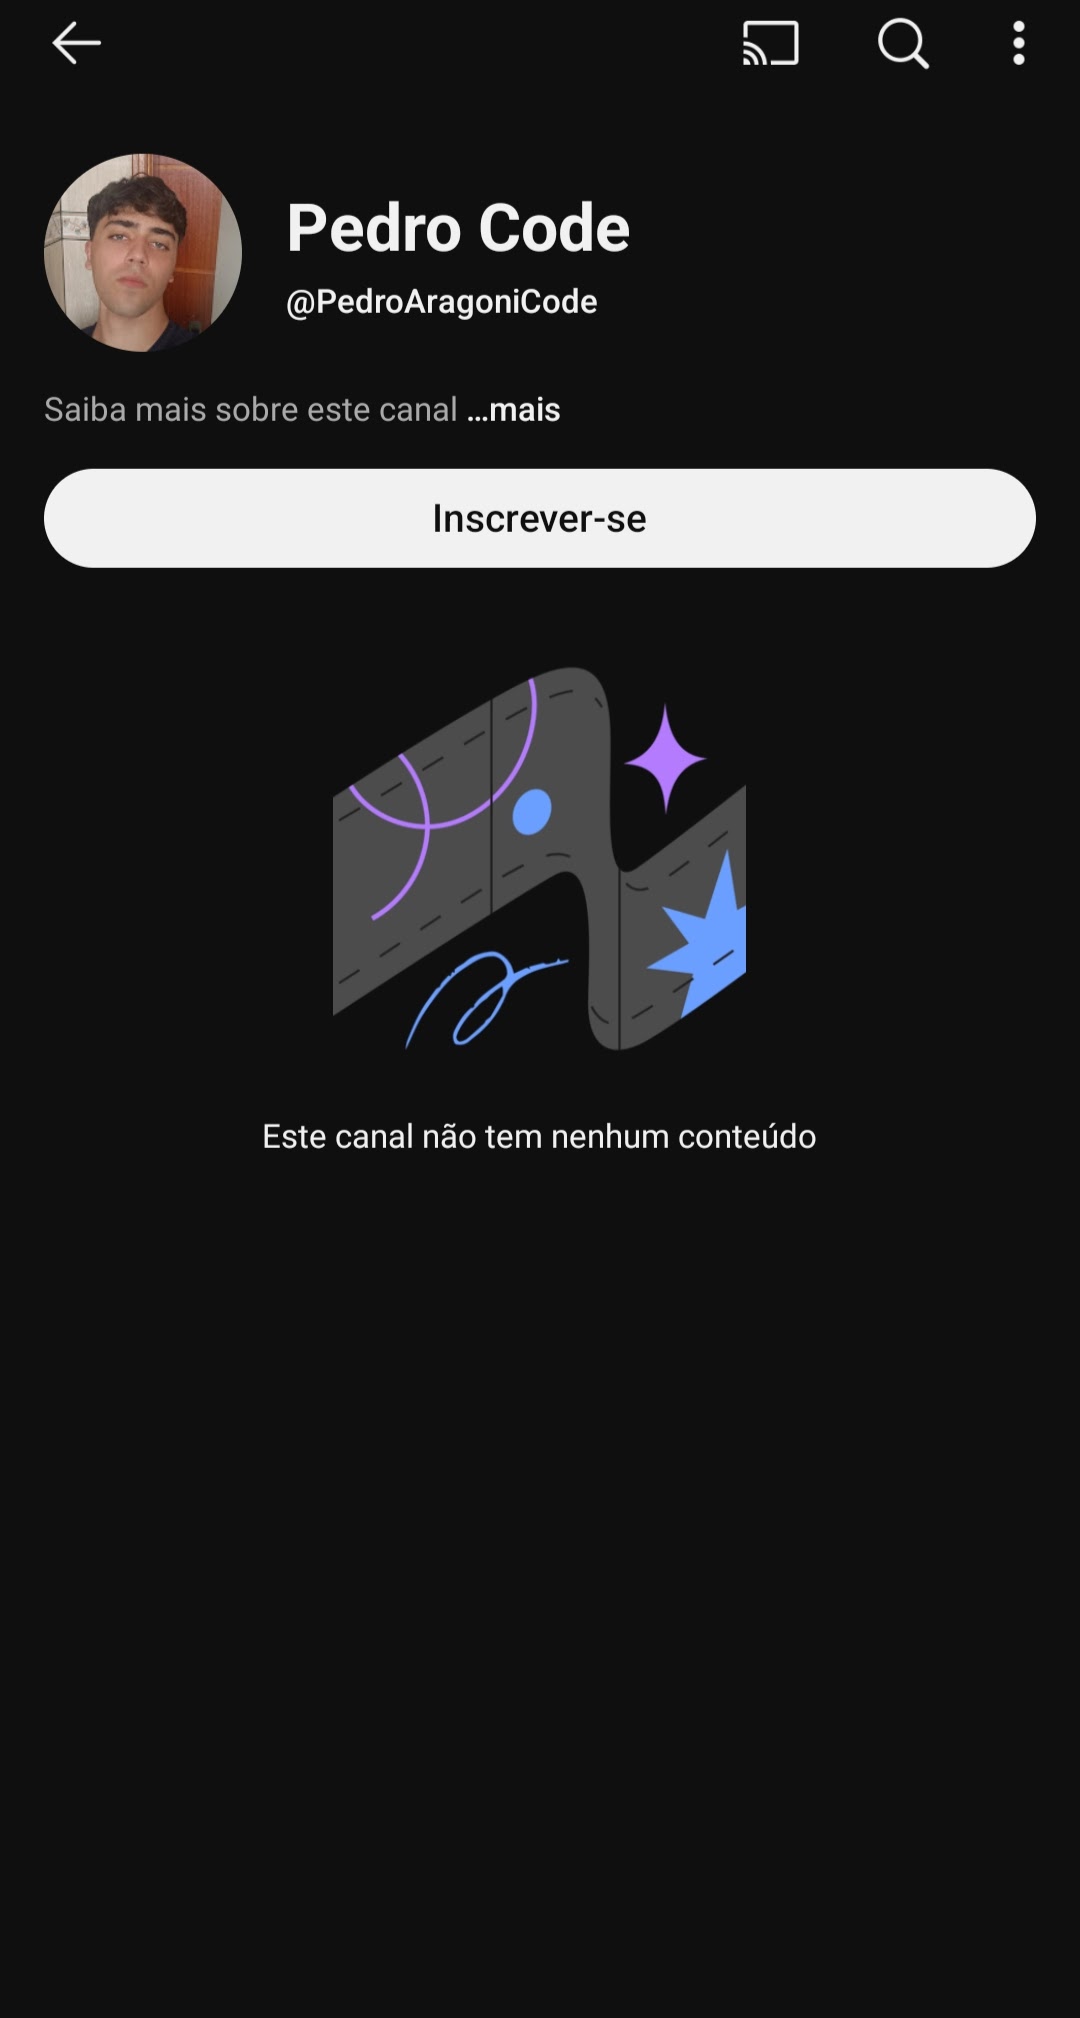 Pedro Code
@PedroAragoniCode
Saiba mais sobre este canal ...mais
Inscrever-se
Este canal não tem nenhum conteúdo